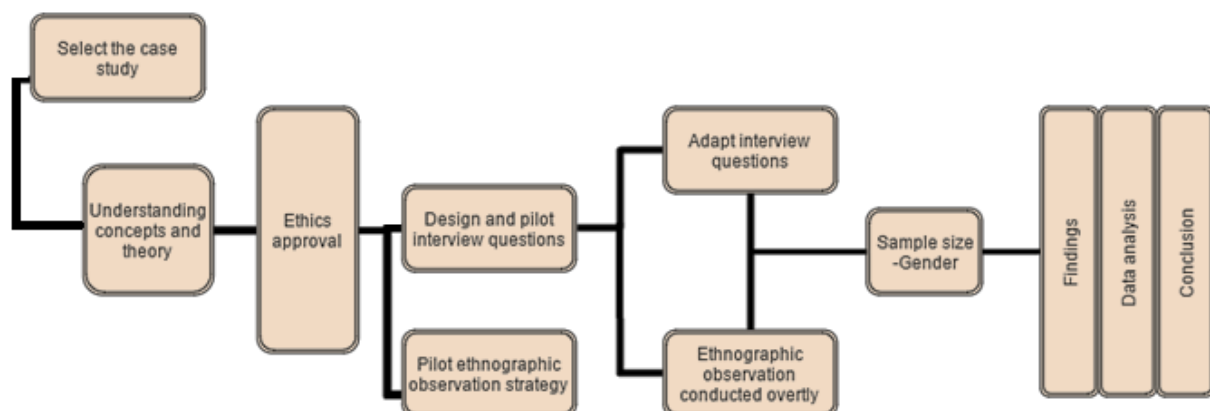 Select the case
study
Understanding
concepts and
theory
Ethics
approval
Design and pilot
interview questions
Pilot ethnographic
observation strategy
Adapt interview
questions
Ethnographic
observation
conducted overtly
Sample size
-Gender
Findings
Data analysis
Conclusion